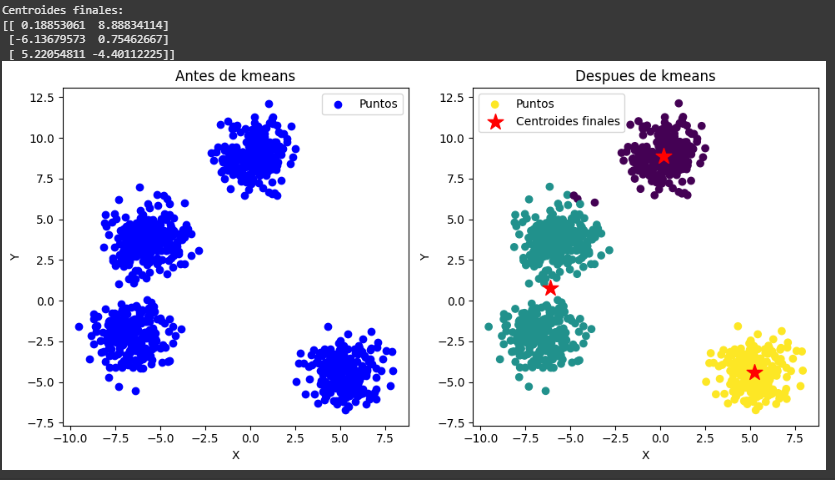 Centroides finales:
[[ 0.18853061  8.88834114]
 [-6.13679573  0.75462667]
 [ 5.22054811 -4.40112225]]
Antes de kmeans
Puntos
12.5
10.0
7.5
5.0
2.5
0.0
−2.5
−5.0
−7.5
Y
−10.0 −7.5 −5.0 −2.5 0.0 2.5 5.0 7.5
X
Despues de kmeans
Puntos
Centroides finales
12.5
10.0
7.5
5.0
2.5
0.0
−2.5
−5.0
−7.5
Y
−10.0 −7.5 −5.0 −2.5 0.0 2.5 5.0 7.5
X